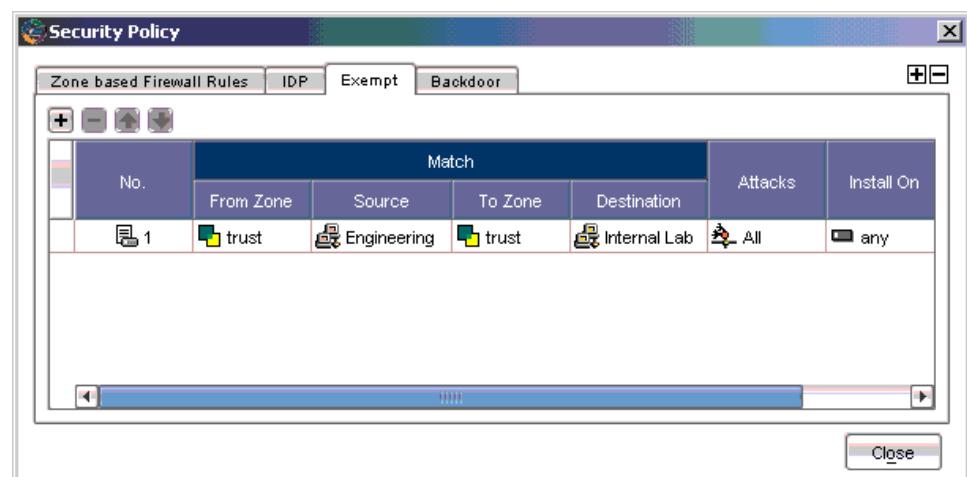 Security Policy
Zone based Firewall Rules IDP Exempt Backdoor
No. Match Attacks Install On
From Zone Source To Zone Destination
1 trust Engineering trust Internal Lab All any
Close